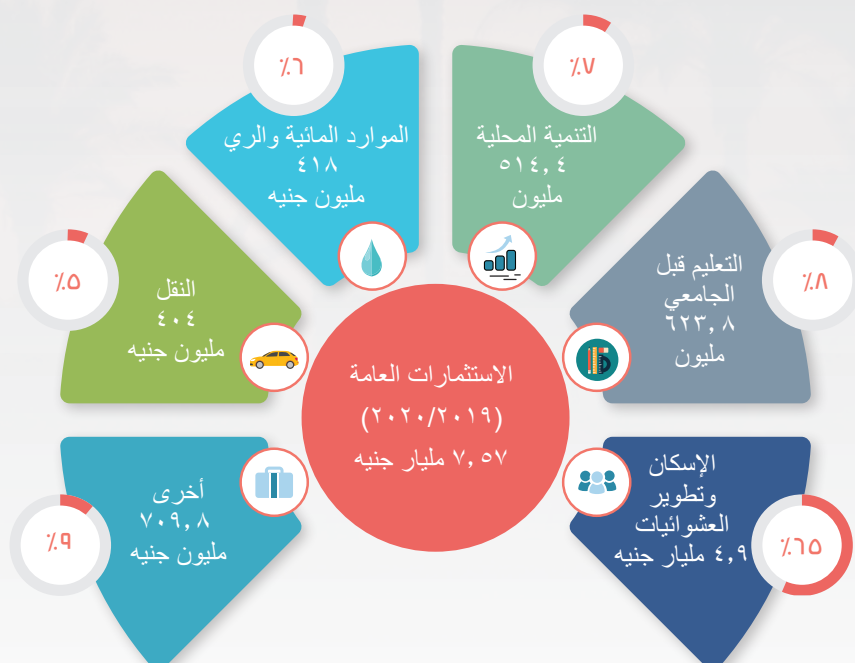 الاستثمارات العامة
(٢٠٢٠/٢٠١٩)
٧,٥٧ مليار جنيه
٪٦٥
الإسكان
وتطوير
العشوائيات
٤,٩ مليار جنيه
٪٨
التعليم قبل
الجامعي
٦٢٣,٨
مليون
٪٧
التنمية المحلية
٥١٤,٤
مليون
٪٦
الموارد المائية والري
٤١٨
مليون جنيه
٪٥
النقل
٤٠٤
مليون جنيه
٪٩
أخرى
٧٠٩,٨
مليون جنيه